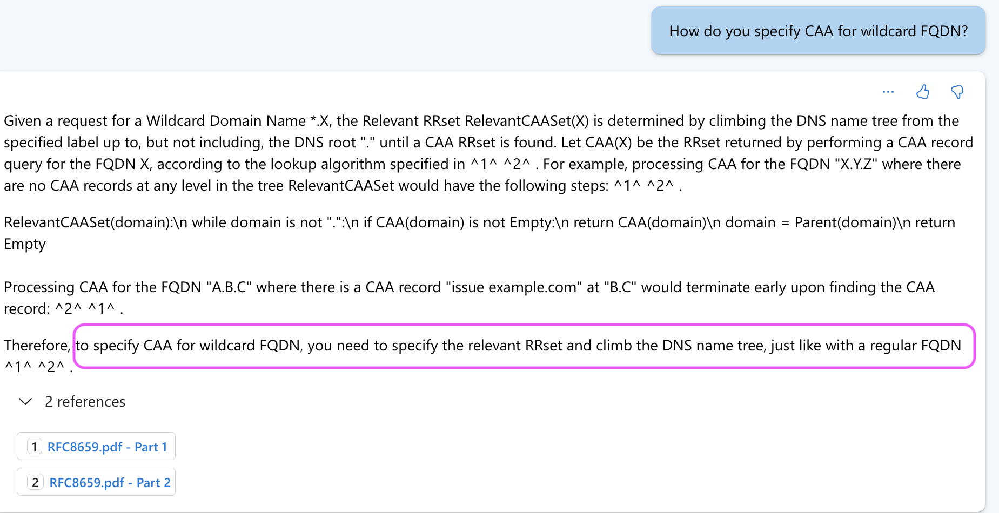 How do you specify CAA for wildcard FQDN?
Given a request for a Wildcard Domain Name *.X, the Relevant RRset RelevantCAASet(X) is determined by climbing the DNS name tree from the
specified label up to, but not including, the DNS root "." until a CAA RRset is found. Let CAA(X) be the RRset returned by performing a CAA record
query for the FQDN X, according to the lookup algorithm specified in ^1^ ^2^ . For example, processing CAA for the FQDN "X.Y.Z" where there
are no CAA records at any level in the tree RelevantCAASet would have the following steps: ^1^ ^2^ .
RelevantCAASet(domain):\n while domain is not ".":\n if CAA(domain) is not Empty:\n return CAA(domain)\n domain = Parent(domain)\n return
Empty
Processing CAA for the FQDN "A.B.C" where there is a CAA record "issue example.com" at "B.C" would terminate early upon finding the CAA
record: ^2^ ^1^ .
Therefore, to specify CAA for wildcard FQDN, you need to specify the relevant RRset and climb the DNS name tree, just like with a regular FQDN
^1^ ^2^ .
2 references
1 RFC8659.pdf - Part 1
2 RFC8659.pdf - Part 2